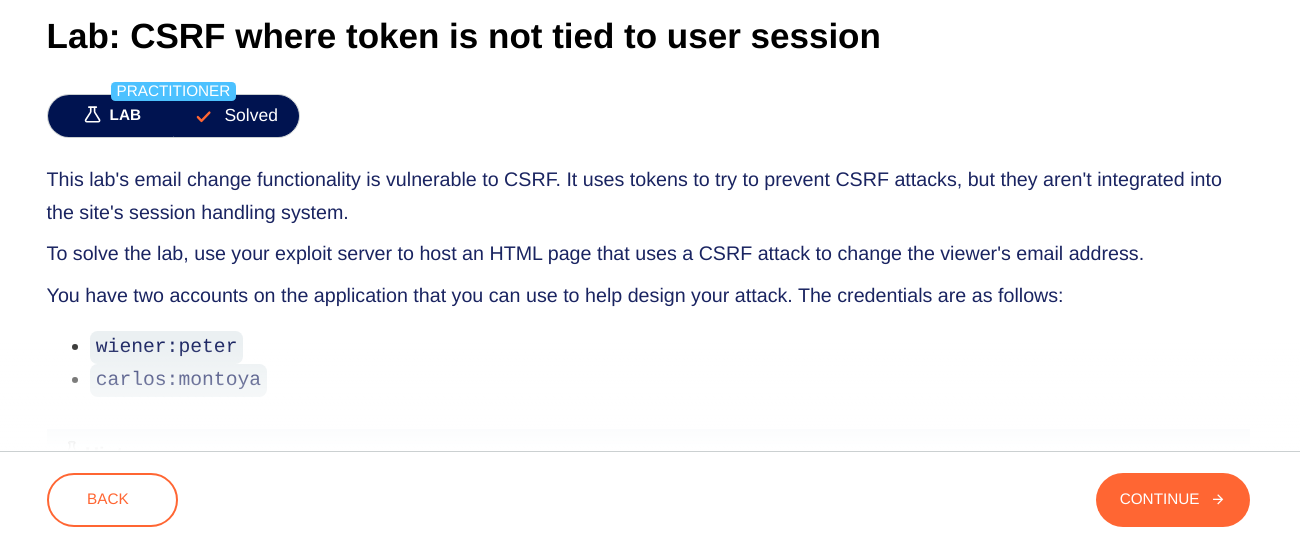 Lab: CSRF where token is not tied to user session
PRACTITIONER
LAB
Solved
This lab's email change functionality is vulnerable to CSRF. It uses tokens to try to prevent CSRF attacks, but they aren't integrated into
the site's session handling system.
To solve the lab, use your exploit server to host an HTML page that uses a CSRF attack to change the viewer's email address.
You have two accounts on the application that you can use to help design your attack. The credentials are as follows:
wiener:peter
carlos:montoya
BACK
CONTINUE